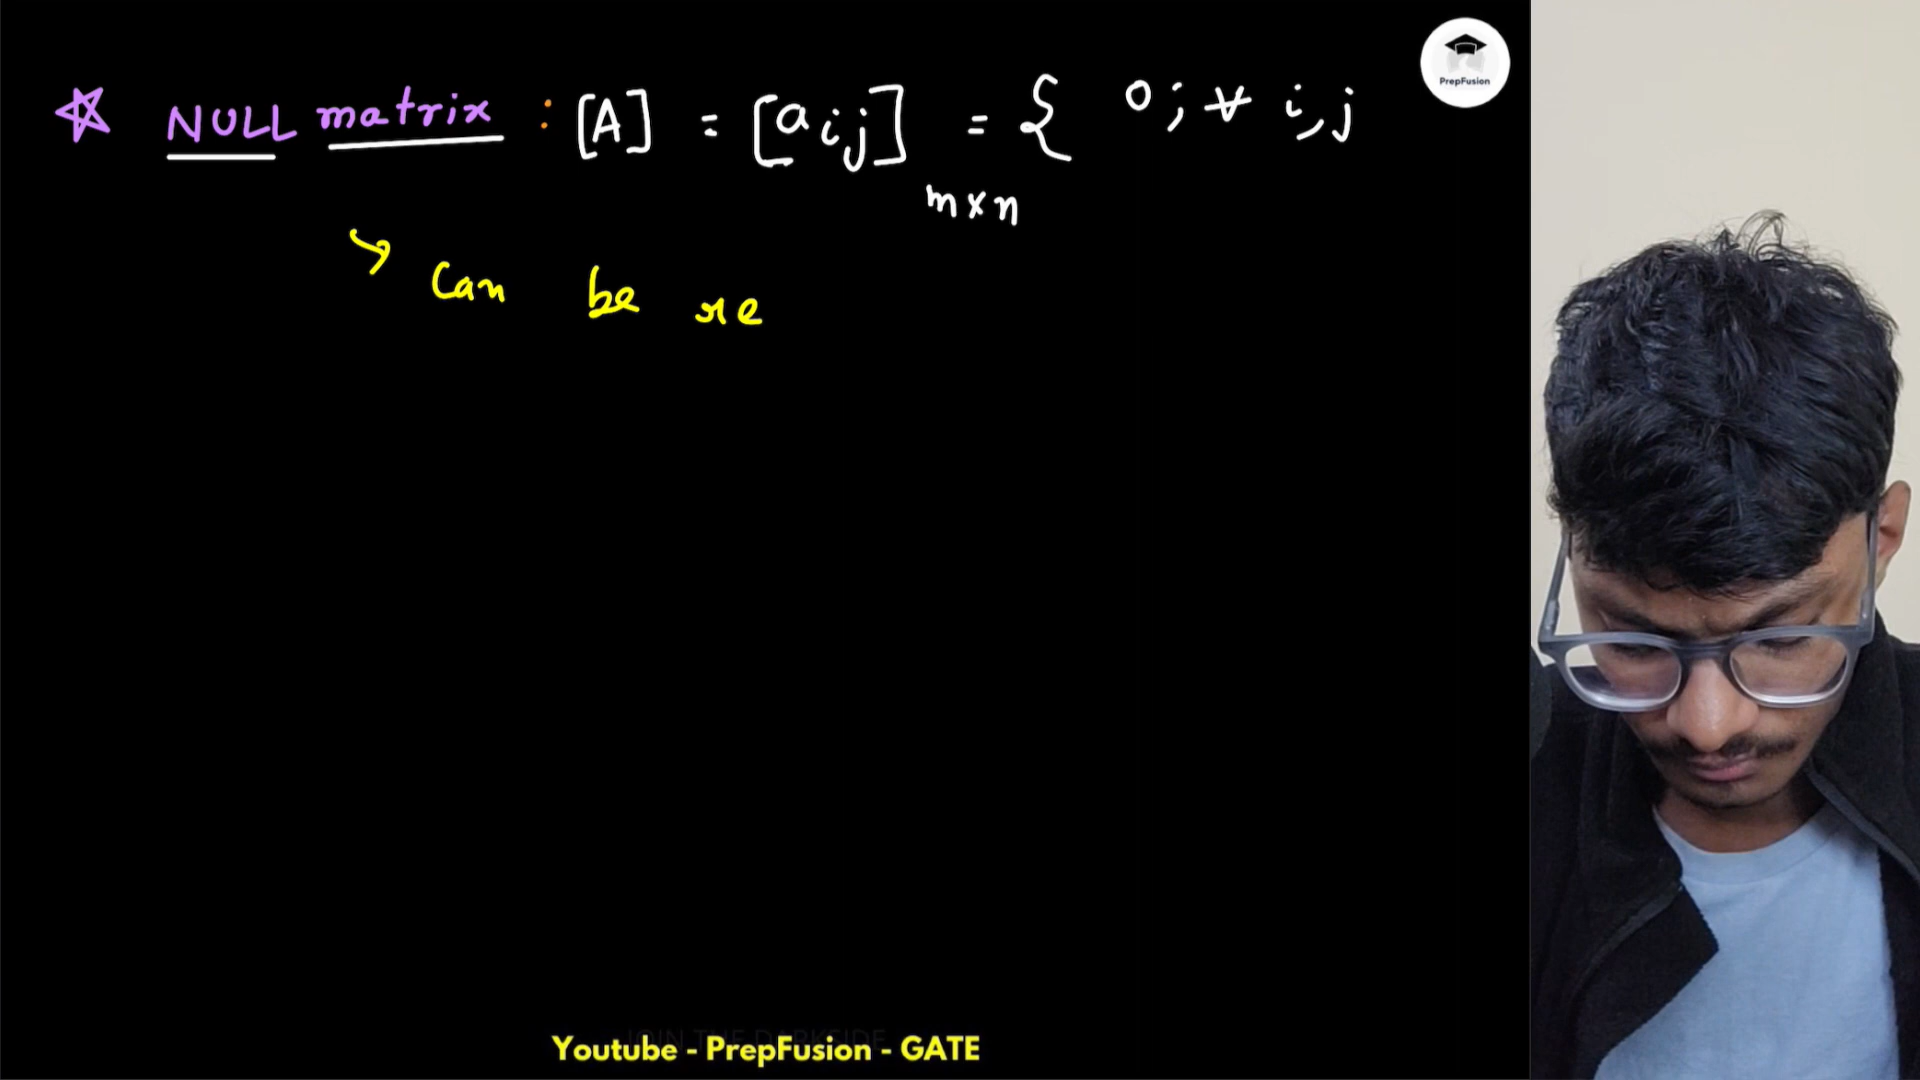 PrepFusion
☆ NULL matrix : [A] = [aij] m×n = { 0 ; ∀ i,j
→ Can be re
Youtube - PrepFusion - GATE